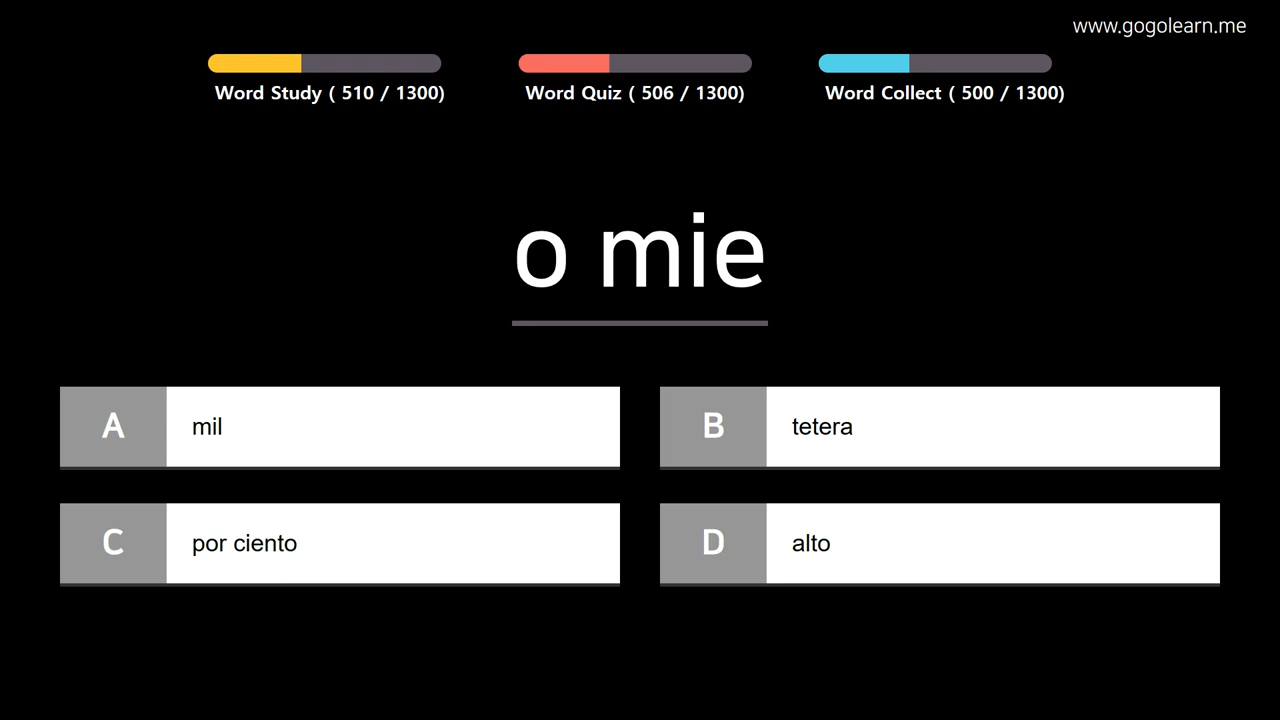 www.gogolearn.me
Word Study ( 510 / 1300)
Word Quiz ( 506 / 1300)
Word Collect ( 500 / 1300)
o mie
A mil
B tetera
C por ciento
D alto